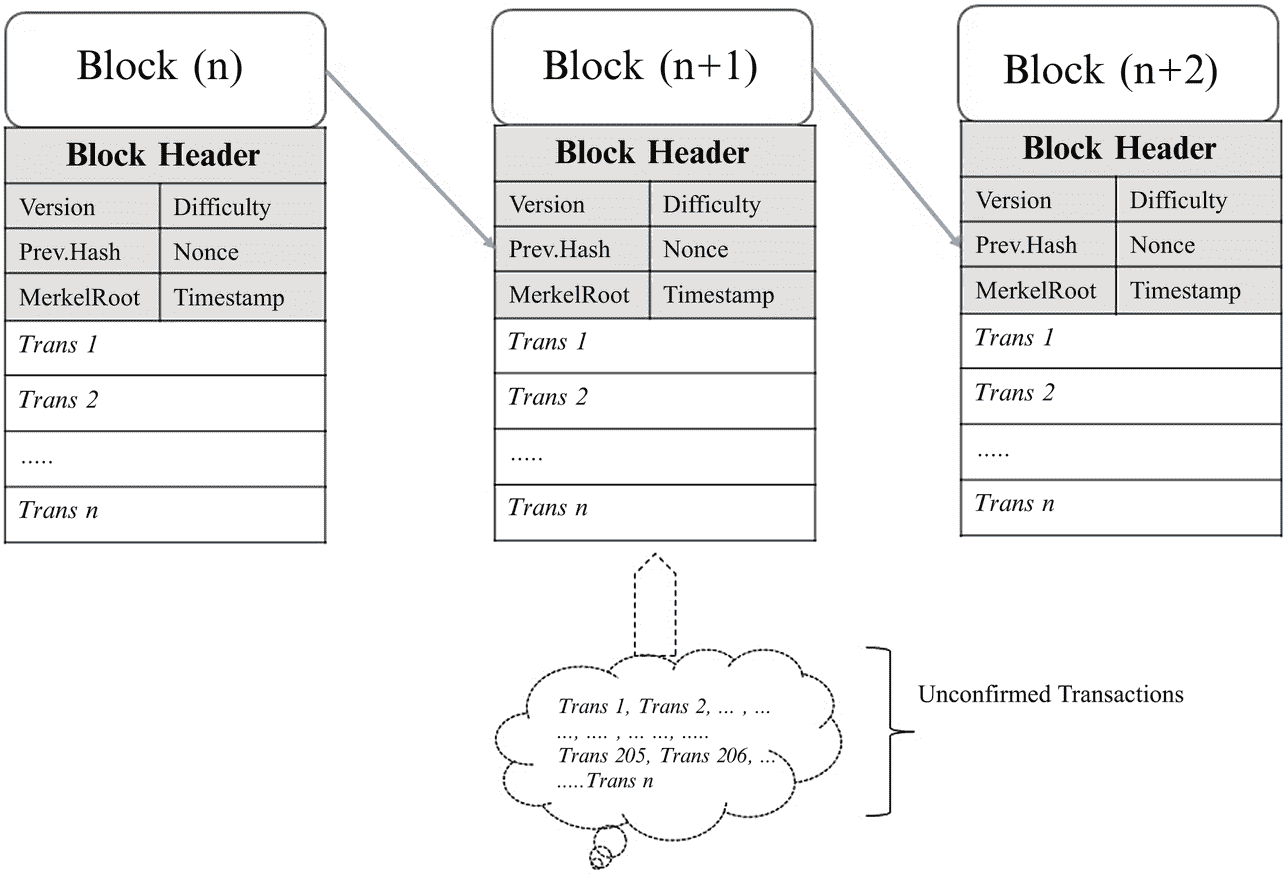 Block (n)
Block Header
Version Difficulty
Prev.Hash Nonce
MerkelRoot Timestamp
Trans 1
Trans 2
.....
Trans n
Block (n+1)
Block Header
Version Difficulty
Prev.Hash Nonce
MerkelRoot Timestamp
Trans 1
Trans 2
.....
Trans n
Block (n+2)
Block Header
Version Difficulty
Prev.Hash Nonce
MerkelRoot Timestamp
Trans 1
Trans 2
.....
Trans n
Trans 1, Trans 2, ... , ...
..., .... , ... ..., .....
Trans 205, Trans 206, ...
.....Trans n
Unconfirmed Transactions